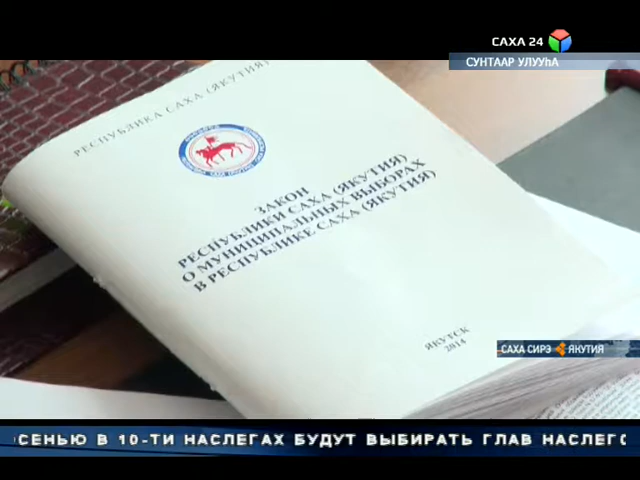 САХА 24
СУНТААР УЛУУҺА
РЕСПУБЛИКА САХА (ЯКУТИЯ)
ЗАКОН
РЕСПУБЛИКИ САХА (ЯКУТИЯ)
О МУНИЦИПАЛЬНЫХ ВЫБОРАХ
В РЕСПУБЛИКЕ САХА (ЯКУТИЯ)
ЯКУТСК
2014
САХА СИРЭ ЯКУТИЯ
ОСЕНЬЮ В 10-ТИ НАСЛЕГАХ БУДУТ ВЫБИРАТЬ ГЛАВ НАСЛЕГО